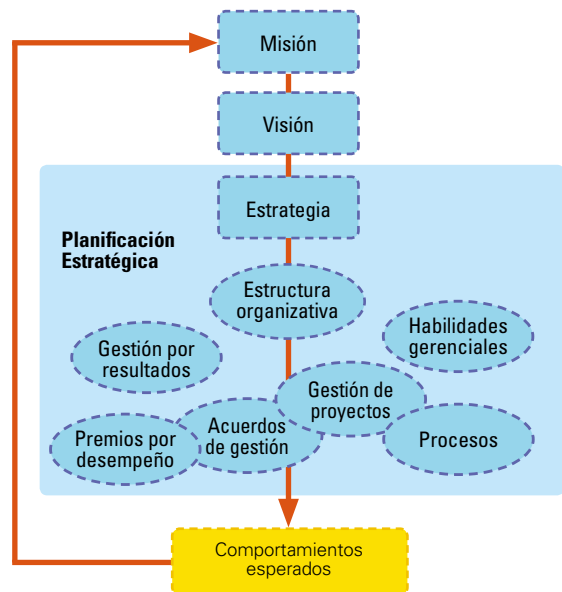 Misión
Visión
Estrategia
Planificación
Estratégica
Estructura
organizativa
Habilidades
gerenciales
Gestión por
resultados
Gestión de
proyectos
Acuerdos
de gestión
Premios por
desempeño
Procesos
Comportamientos
esperados